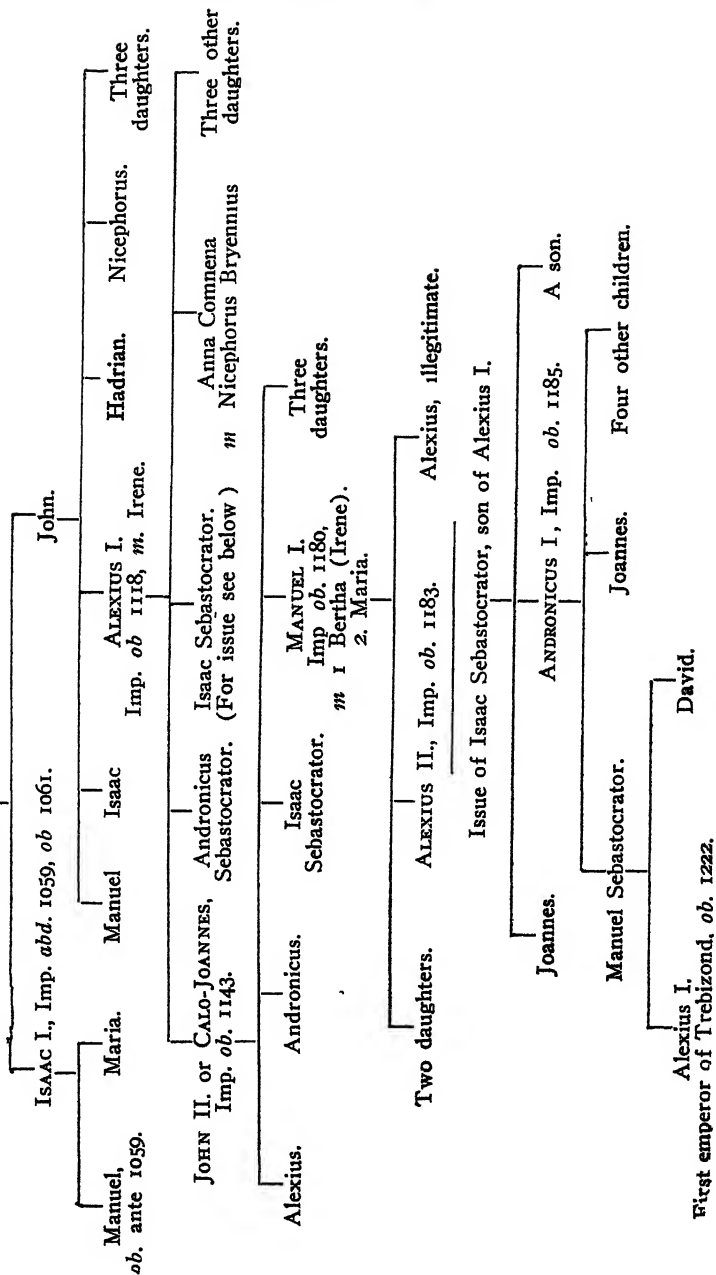 ISAAC I., Imp. abd. 1059, ob 1061.
John.
Manuel,
ob. ante 1059.
Maria.
Manuel
Isaac
ALEXIUS I.
Imp. ob 1118, m. Irene.
Hadrian.
Nicephorus.
Three
daughters.
JOHN II. or CALO-JOANNES,
Imp. ob. 1143.
Andronicus
Sebastocrator.
Isaac Sebastocrator.
(For issue see below )
Anna Comnena
m Nicephorus Bryennius
Three other
daughters.
Alexius.
Andronicus.
Isaac
Sebastocrator.
MANUEL I.
Imp ob. 1180,
m 1 Bertha (Irene).
2. Maria.
Three
daughters.
Two daughters.
ALEXIUS II., Imp. ob. 1183.
Alexius, illegitimate.
Issue of Isaac Sebastocrator, son of Alexius I.
Joannes.
ANDRONICUS I, Imp. ob. 1185.
A son.
Manuel Sebastocrator.
Joannes.
Four other children.
Alexius I.
First emperor of Trebizond, ob. 1222.
David.